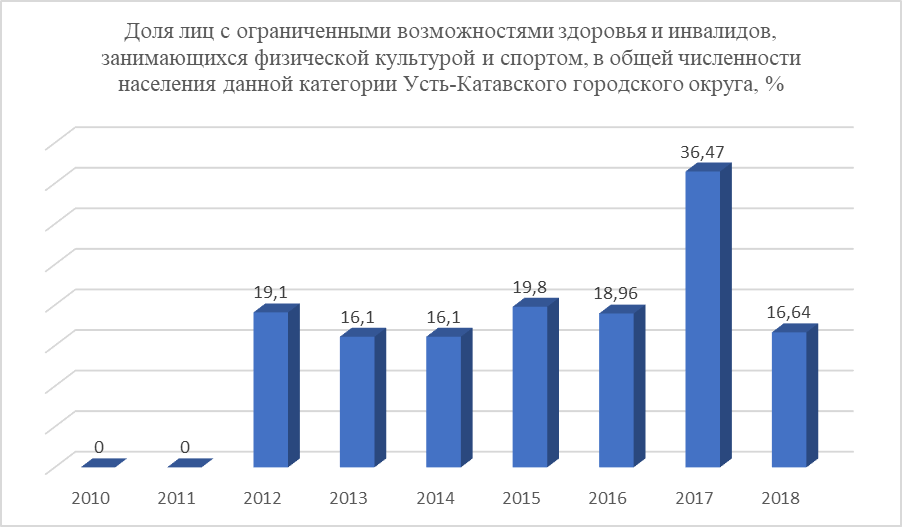 Доля лиц с ограниченными возможностями здоровья и инвалидов,
занимающихся физической культурой и спортом, в общей численности
населения данной категории Усть-Катавского городского округа, %
0
0
19,1
16,1
16,1
19,8
18,96
36,47
16,64
2010 2011 2012 2013 2014 2015 2016 2017 2018